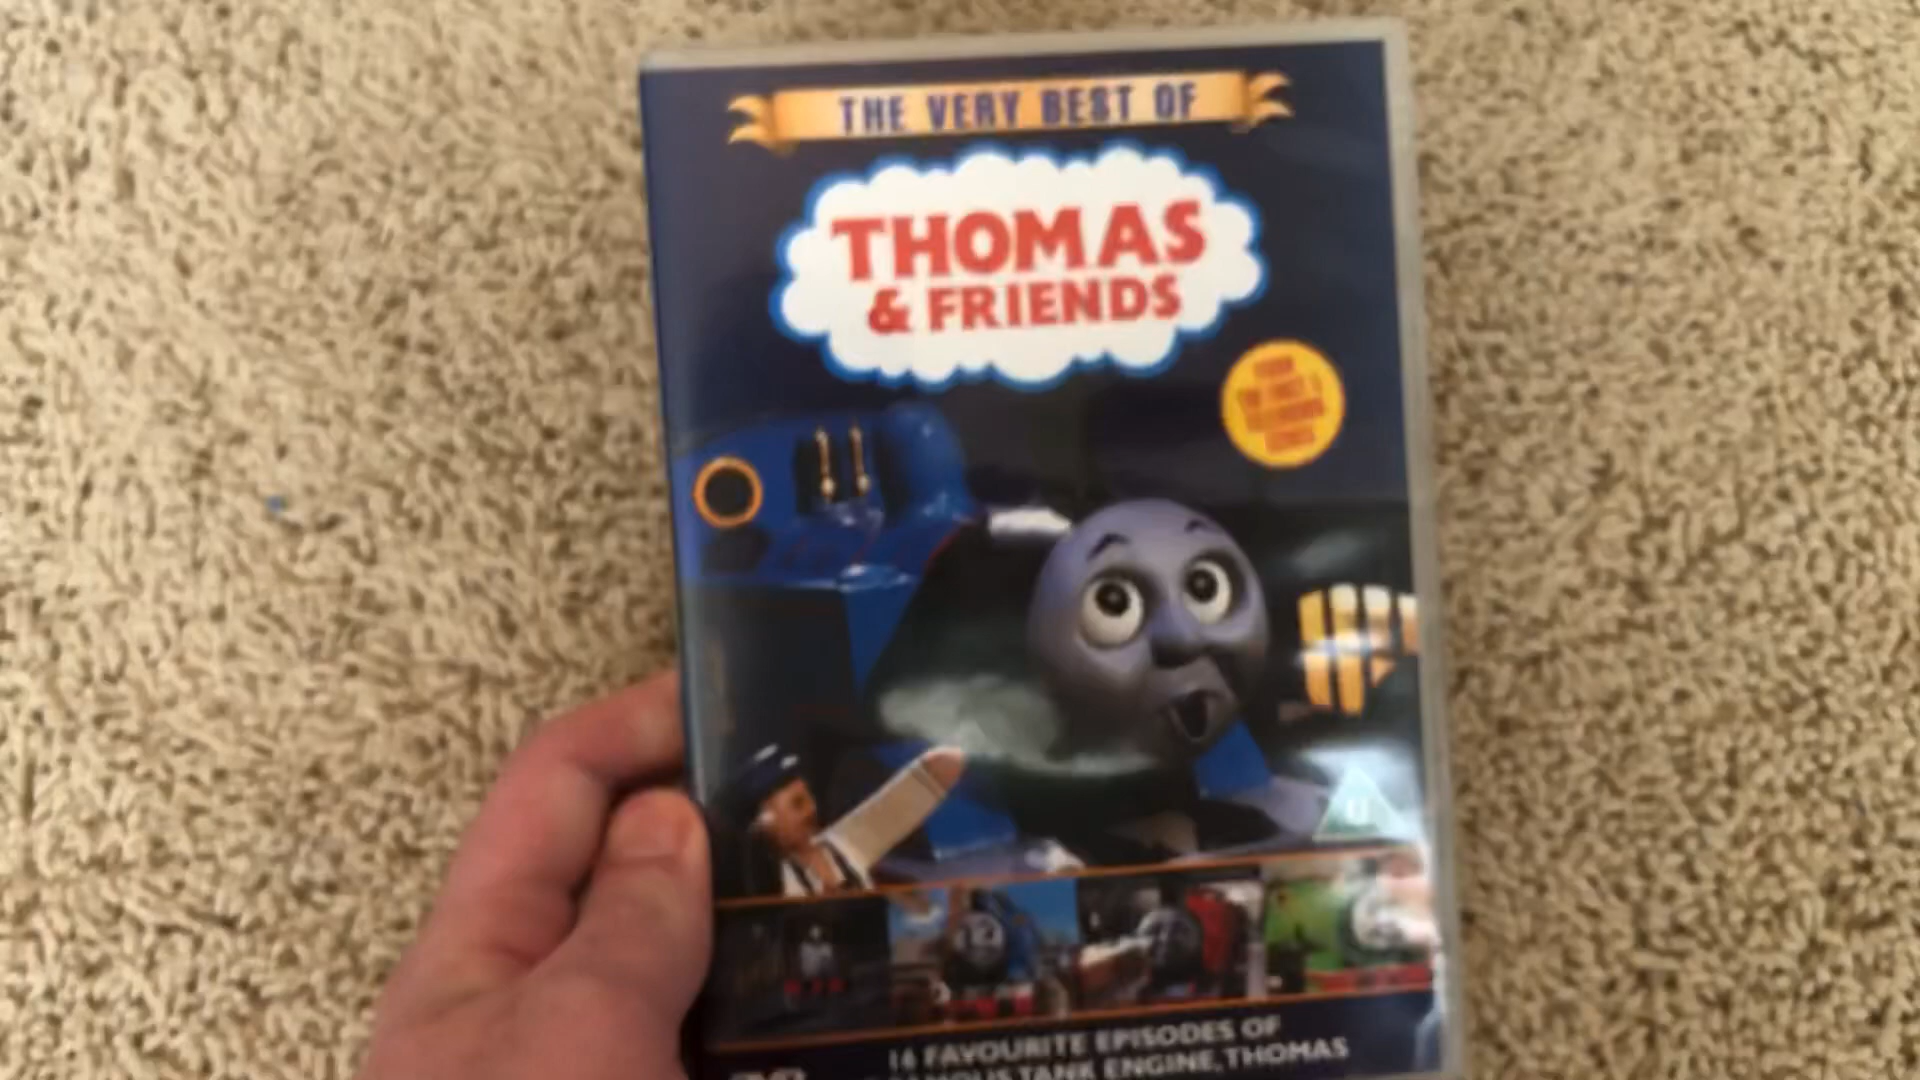 THE VERY BEST OF
THOMAS
& FRIENDS
U
16 FAVOURITE EPISODES OF
TANK ENGINE, THOMAS